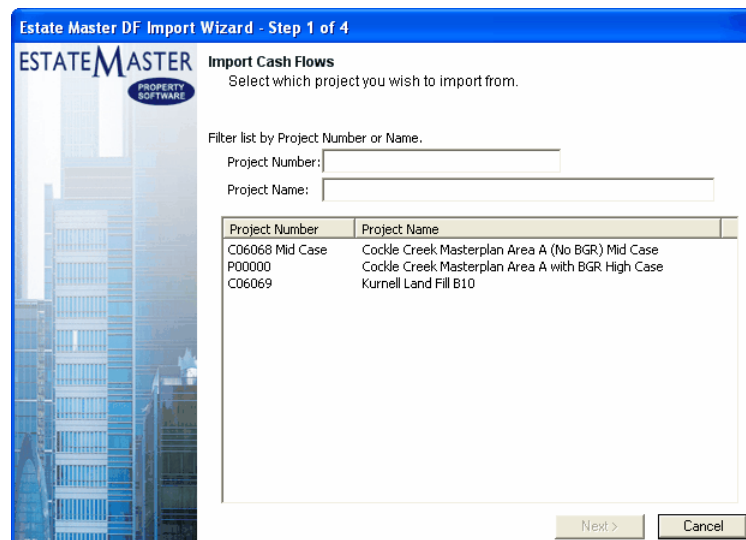 Estate Master DF Import Wizard - Step 1 of 4
ESTATEMASTER
PROPERTY
SOFTWARE
Import Cash Flows
Select which project you wish to import from.
Filter list by Project Number or Name.
Project Number:
Project Name:
Project Number Project Name
C06068 Mid Case Cockle Creek Masterplan Area A (No BGR) Mid Case
P00000 Cockle Creek Masterplan Area A with BGR High Case
C06069 Kurnell Land Fill B10
Next > Cancel